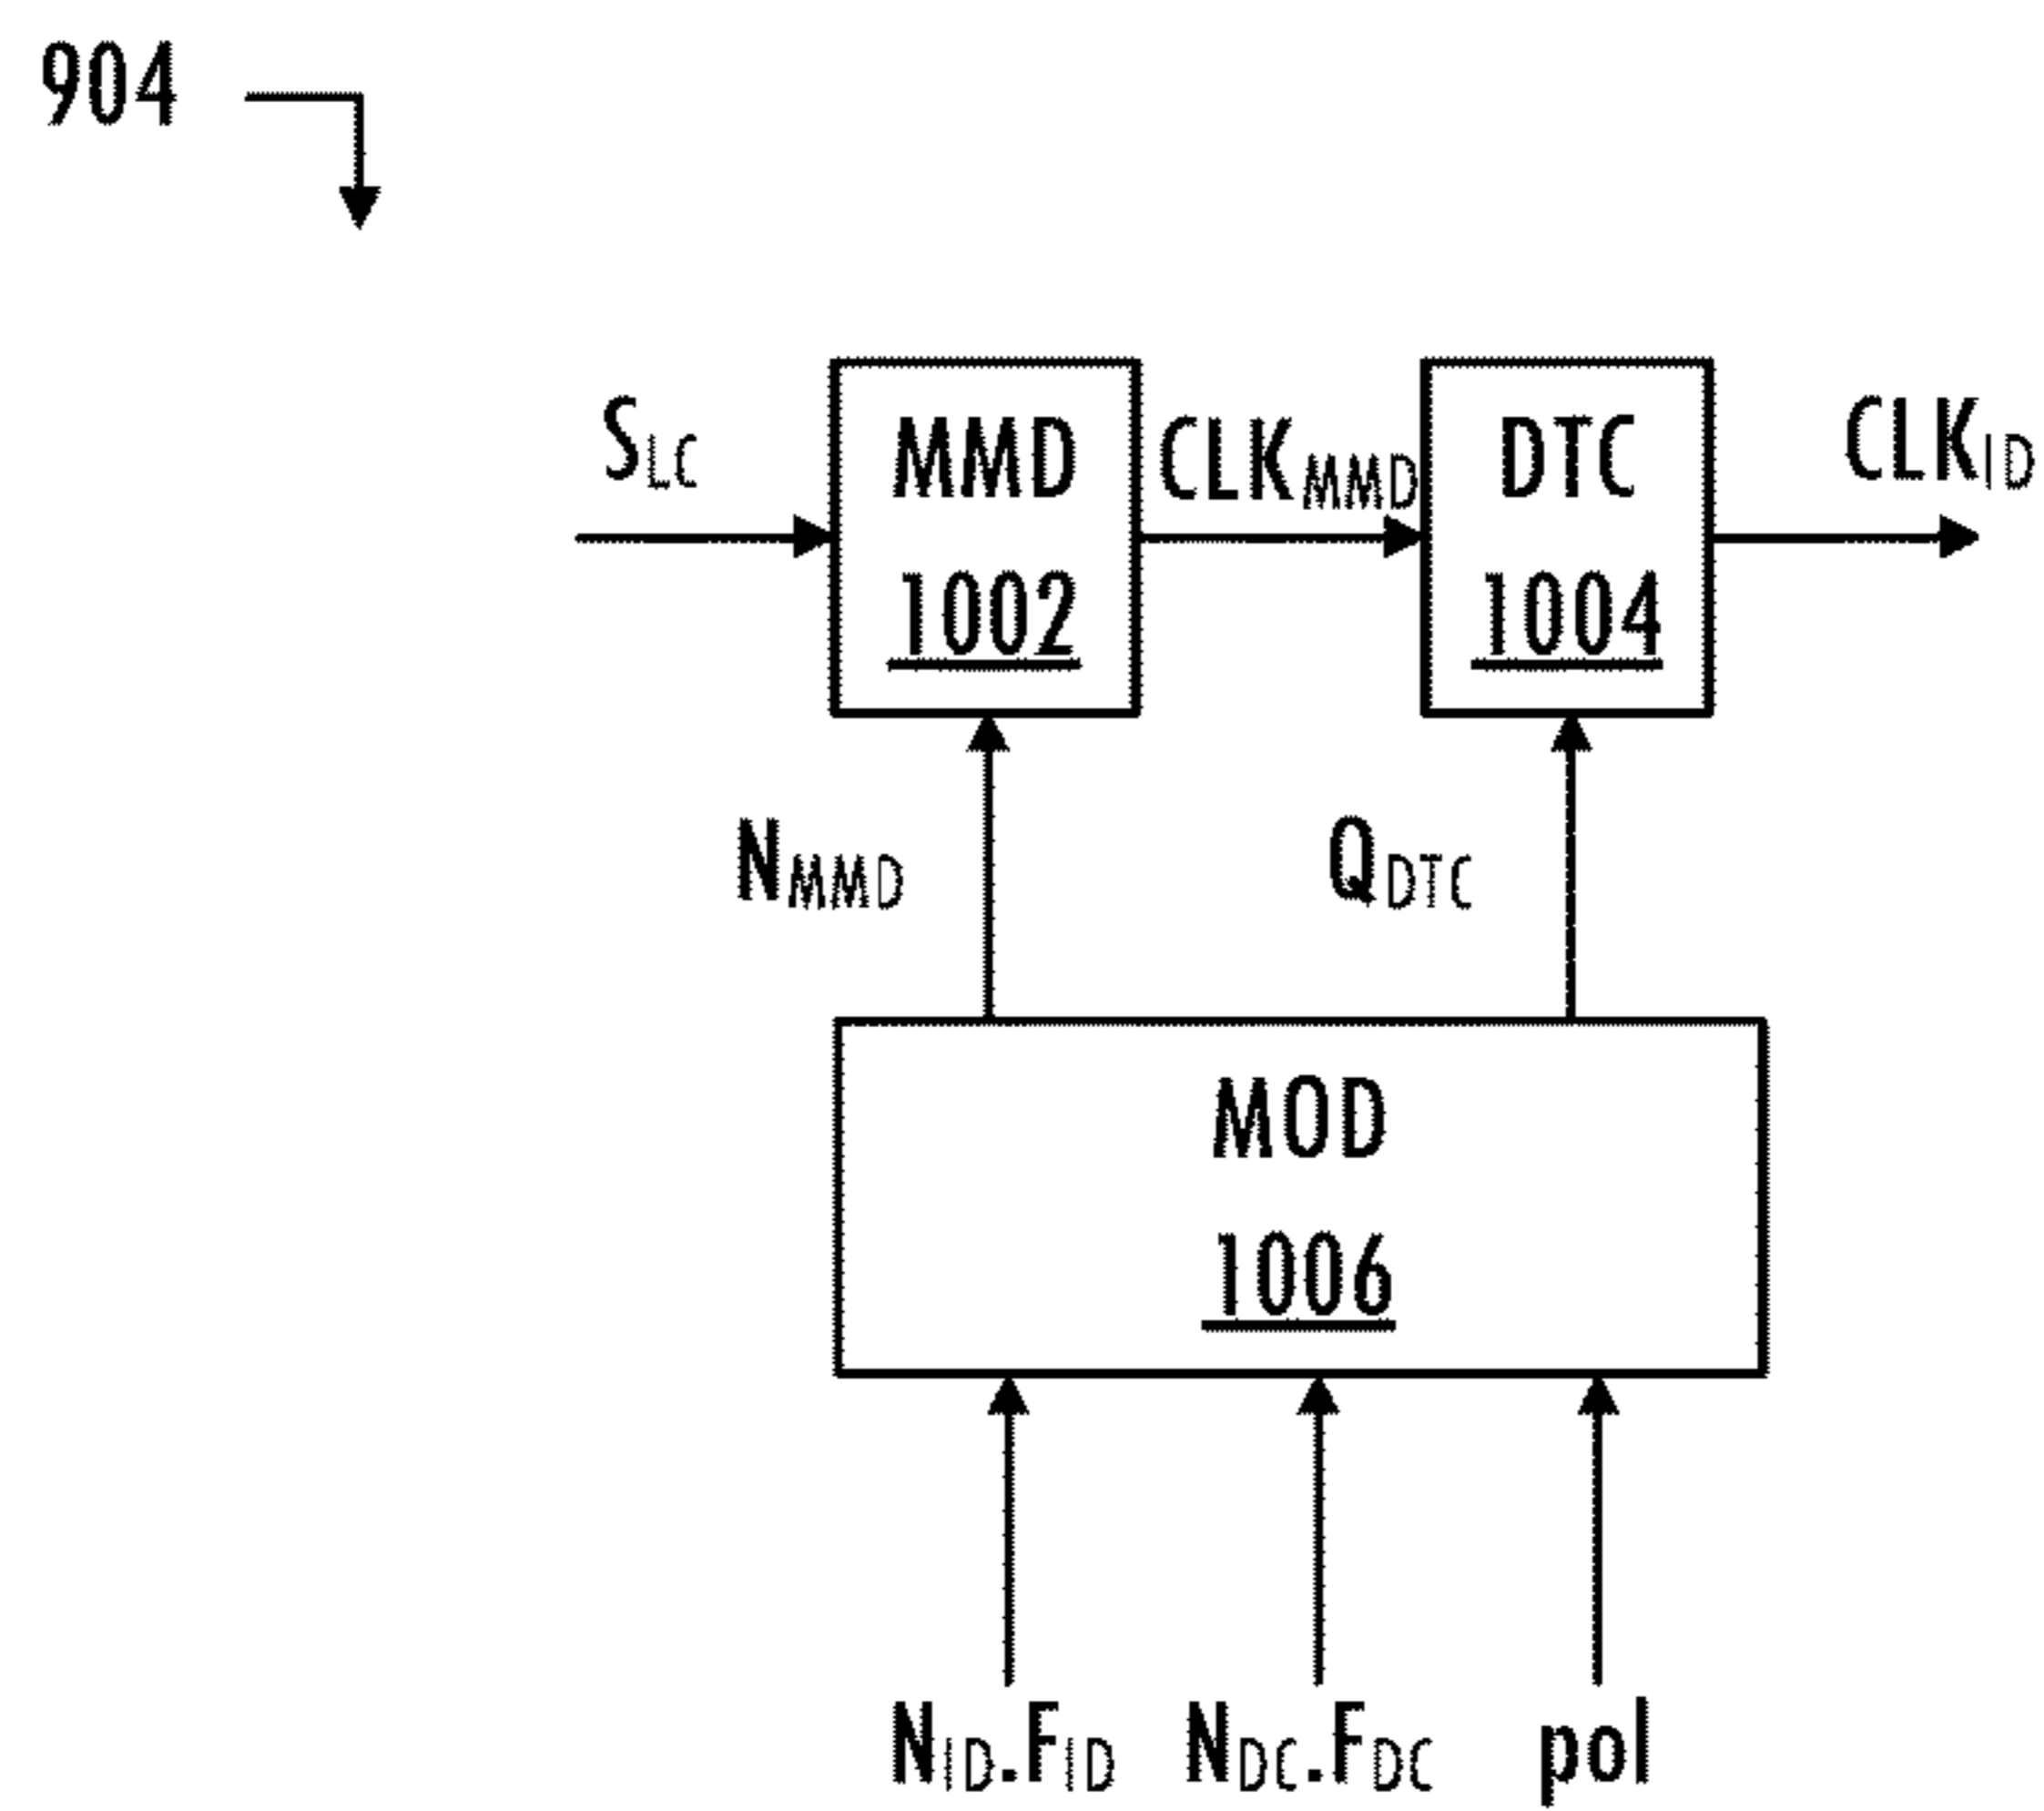 904
SLC
MMD
1002
CLKMMD
DTC
1004
CLKID
NMMD
QDTC
MOD
1006
NID.FID
NDC.FDC
pol